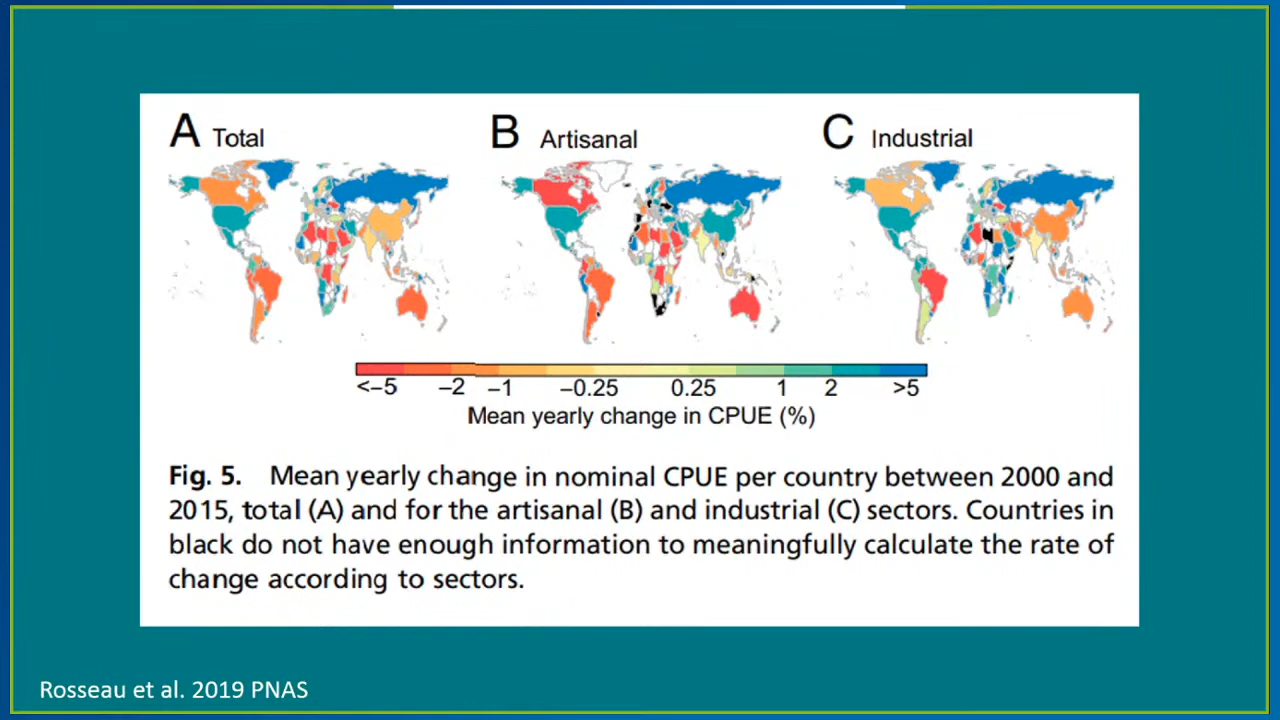 A Total
B Artisanal
C Industrial
<-5 -2 -1 -0.25 0.25 1 2 >5
Mean yearly change in CPUE (%)
Fig. 5. Mean yearly change in nominal CPUE per country between 2000 and
2015, total (A) and for the artisanal (B) and industrial (C) sectors. Countries in
black do not have enough information to meaningfully calculate the rate of
change according to sectors.
Rosseau et al. 2019 PNAS